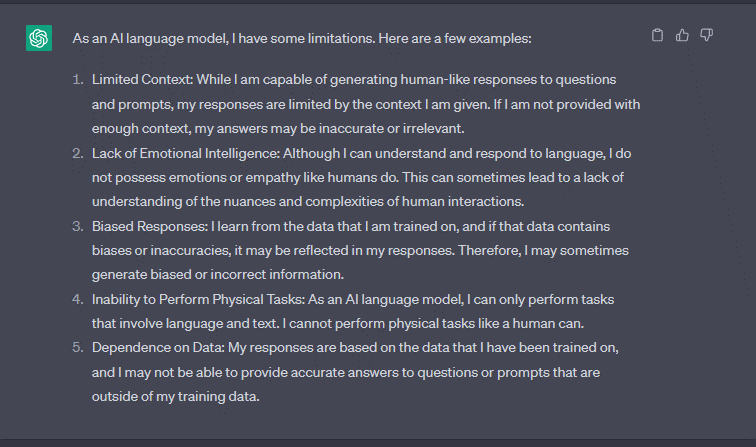 As an AI language model, I have some limitations. Here are a few examples:
1. Limited Context: While I am capable of generating human-like responses to questions
and prompts, my responses are limited by the context I am given. If I am not provided with
enough context, my answers may be inaccurate or irrelevant.
2. Lack of Emotional Intelligence: Although I can understand and respond to language, I do
not possess emotions or empathy like humans do. This can sometimes lead to a lack of
understanding of the nuances and complexities of human interactions.
3. Biased Responses: I learn from the data that I am trained on, and if that data contains
biases or inaccuracies, it may be reflected in my responses. Therefore, I may sometimes
generate biased or incorrect information.
4. Inability to Perform Physical Tasks: As an AI language model, I can only perform tasks
that involve language and text. I cannot perform physical tasks like a human can.
5. Dependence on Data: My responses are based on the data that I have been trained on,
and I may not be able to provide accurate answers to questions or prompts that are
outside of my training data.